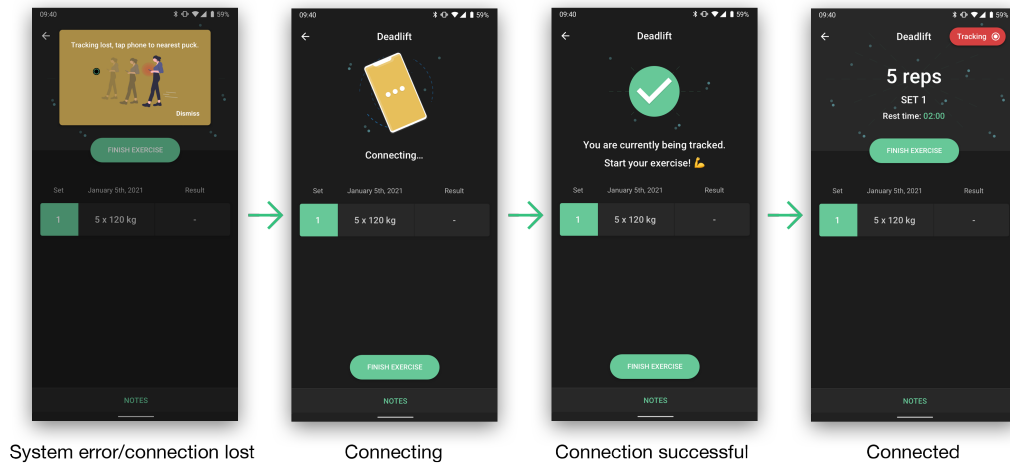 09:40 59%
Tracking lost, tap phone to nearest puck.
Dismiss
FINISH EXERCISE
Set January 5th, 2021 Result
1 5 x 120 kg -
NOTES
System error/connection lost
09:40 59%
Deadlift
Connecting...
Set January 5th, 2021 Result
1 5 x 120 kg -
FINISH EXERCISE
NOTES
Connecting
09:40 59%
Deadlift
You are currently being tracked.
Start your exercise! 💪
Set January 5th, 2021 Result
1 5 x 120 kg -
FINISH EXERCISE
NOTES
Connection successful
09:40 59%
Deadlift Tracking
5 reps
SET 1
Rest time: 02:00
FINISH EXERCISE
Set January 5th, 2021 Result
1 5 x 120 kg -
NOTES
Connected